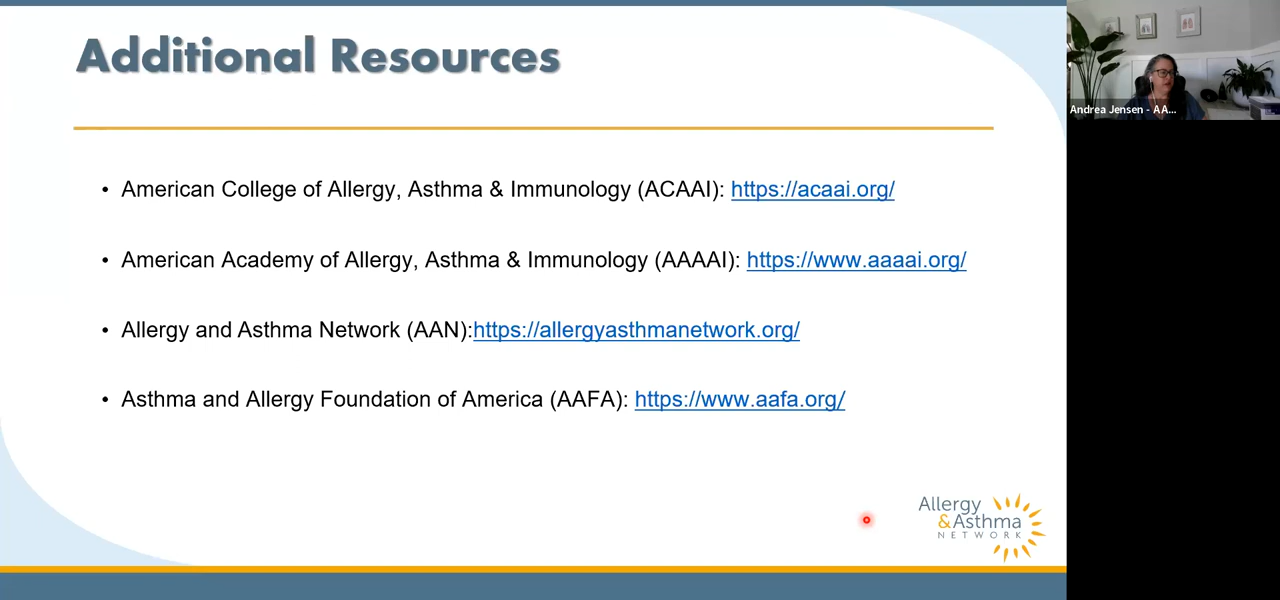 Additional Resources
• American College of Allergy, Asthma & Immunology (ACAAI): https://acaai.org/
• American Academy of Allergy, Asthma & Immunology (AAAAI): https://www.aaaai.org/
• Allergy and Asthma Network (AAN):https://allergyasthmanetwork.org/
• Asthma and Allergy Foundation of America (AAFA): https://www.aafa.org/
Allergy
&Asthma
NETWORK
Andrea Jensen - AA...